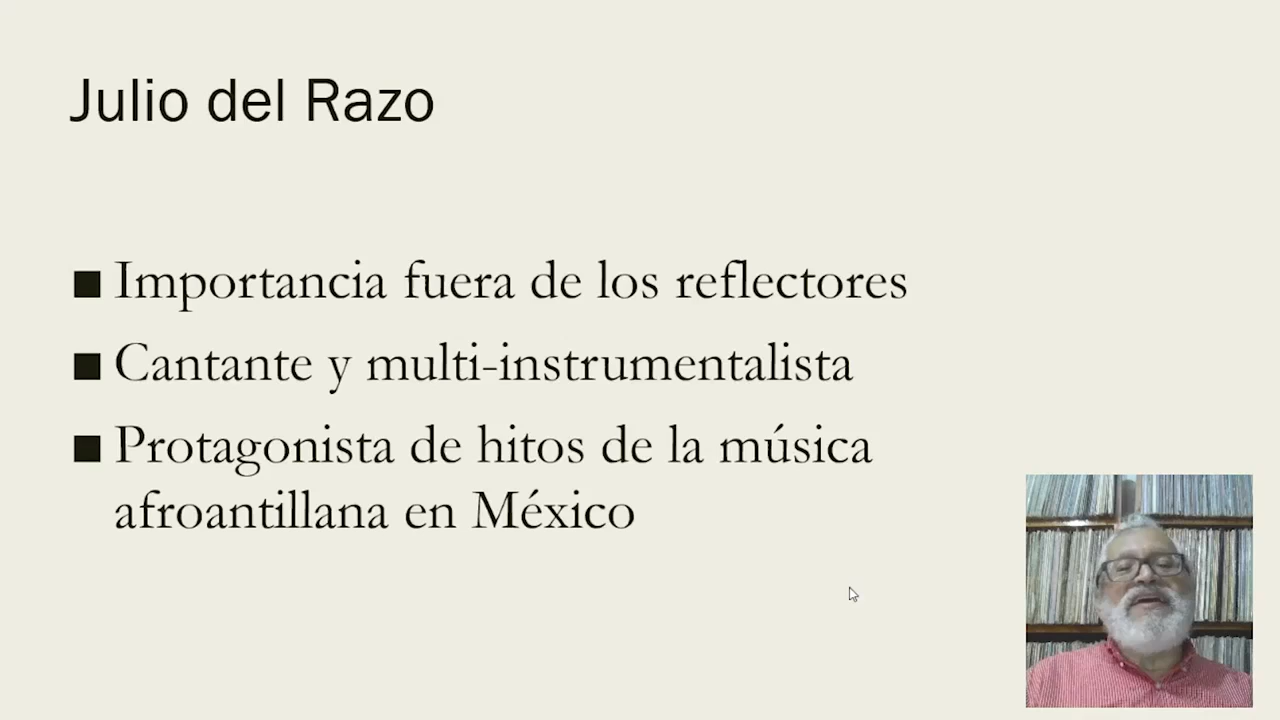 Julio del Razo
■ Importancia fuera de los reflectores
■ Cantante y multi-instrumentalista
■ Protagonista de hitos de la música
afroantillana en México